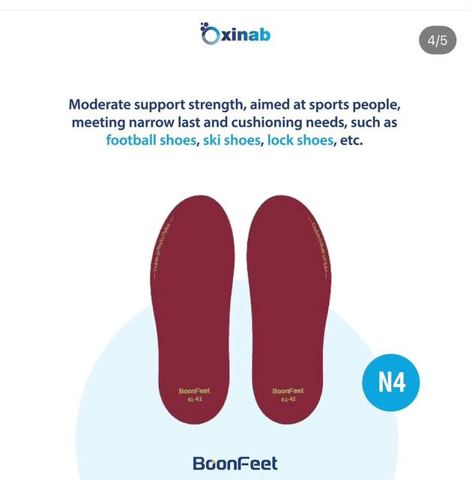 Oxinab
4/5
Moderate support strength, aimed at sports people,
meeting narrow last and cushioning needs, such as
football shoes, ski shoes, lock shoes, etc.
BoonFeet
41-42
BoonFeet
41-42
N4
BoonFeet